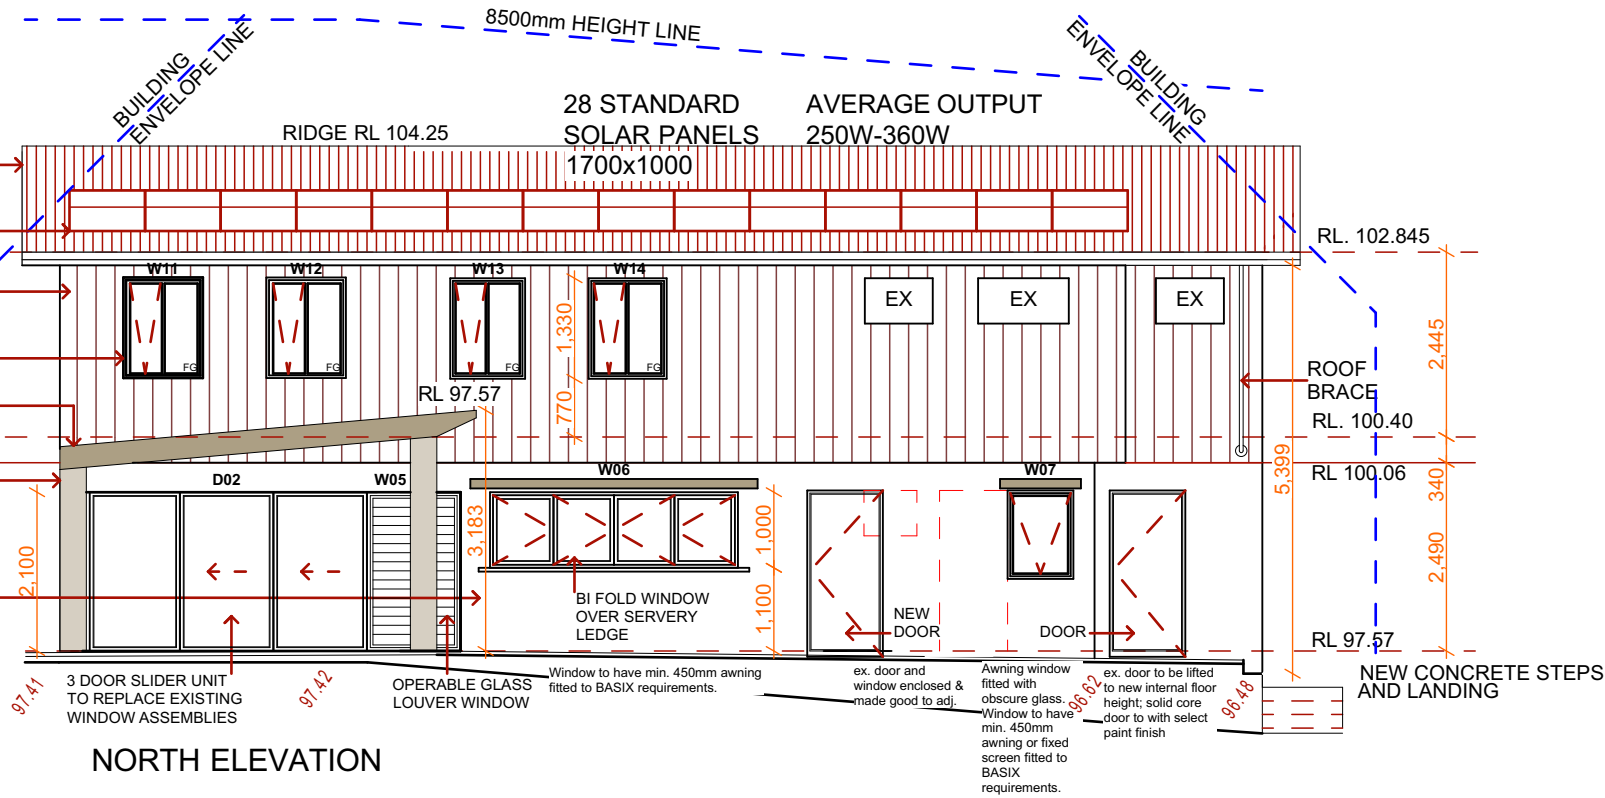 8500mm HEIGHT LINE
BUILDING
ENVELOPE LINE
BUILDING
ENVELOPE LINE
28 STANDARD
SOLAR PANELS
1700x1000
AVERAGE OUTPUT
250W-360W
RIDGE RL 104.25
RL. 102.845
W11
W12
W13
W14
EX
EX
EX
FG
FG
FG
FG
1,330
770
2,445
ROOF
BRACE
RL 97.57
RL. 100.40
RL 100.06
5,399
340
2,490
D02
W05
W06
W07
2,100
3,183
1,000
1,100
BI FOLD WINDOW
OVER SERVERY
LEDGE
NEW
DOOR
DOOR
RL 97.57
NEW CONCRETE STEPS
AND LANDING
97.41
3 DOOR SLIDER UNIT
TO REPLACE EXISTING
WINDOW ASSEMBLIES
97.42
OPERABLE GLASS
LOUVER WINDOW
Window to have min. 450mm awning
fitted to BASIX requirements.
ex. door and
window enclosed &
made good to adj.
Awning window
fitted with
obscure glass.
Window to have
min. 450mm
awning or fixed
screen fitted to
BASIX
requirements.
96.62
ex. door to be lifted
to new internal floor
height; solid core
door to with select
paint finish
96.48
NORTH ELEVATION